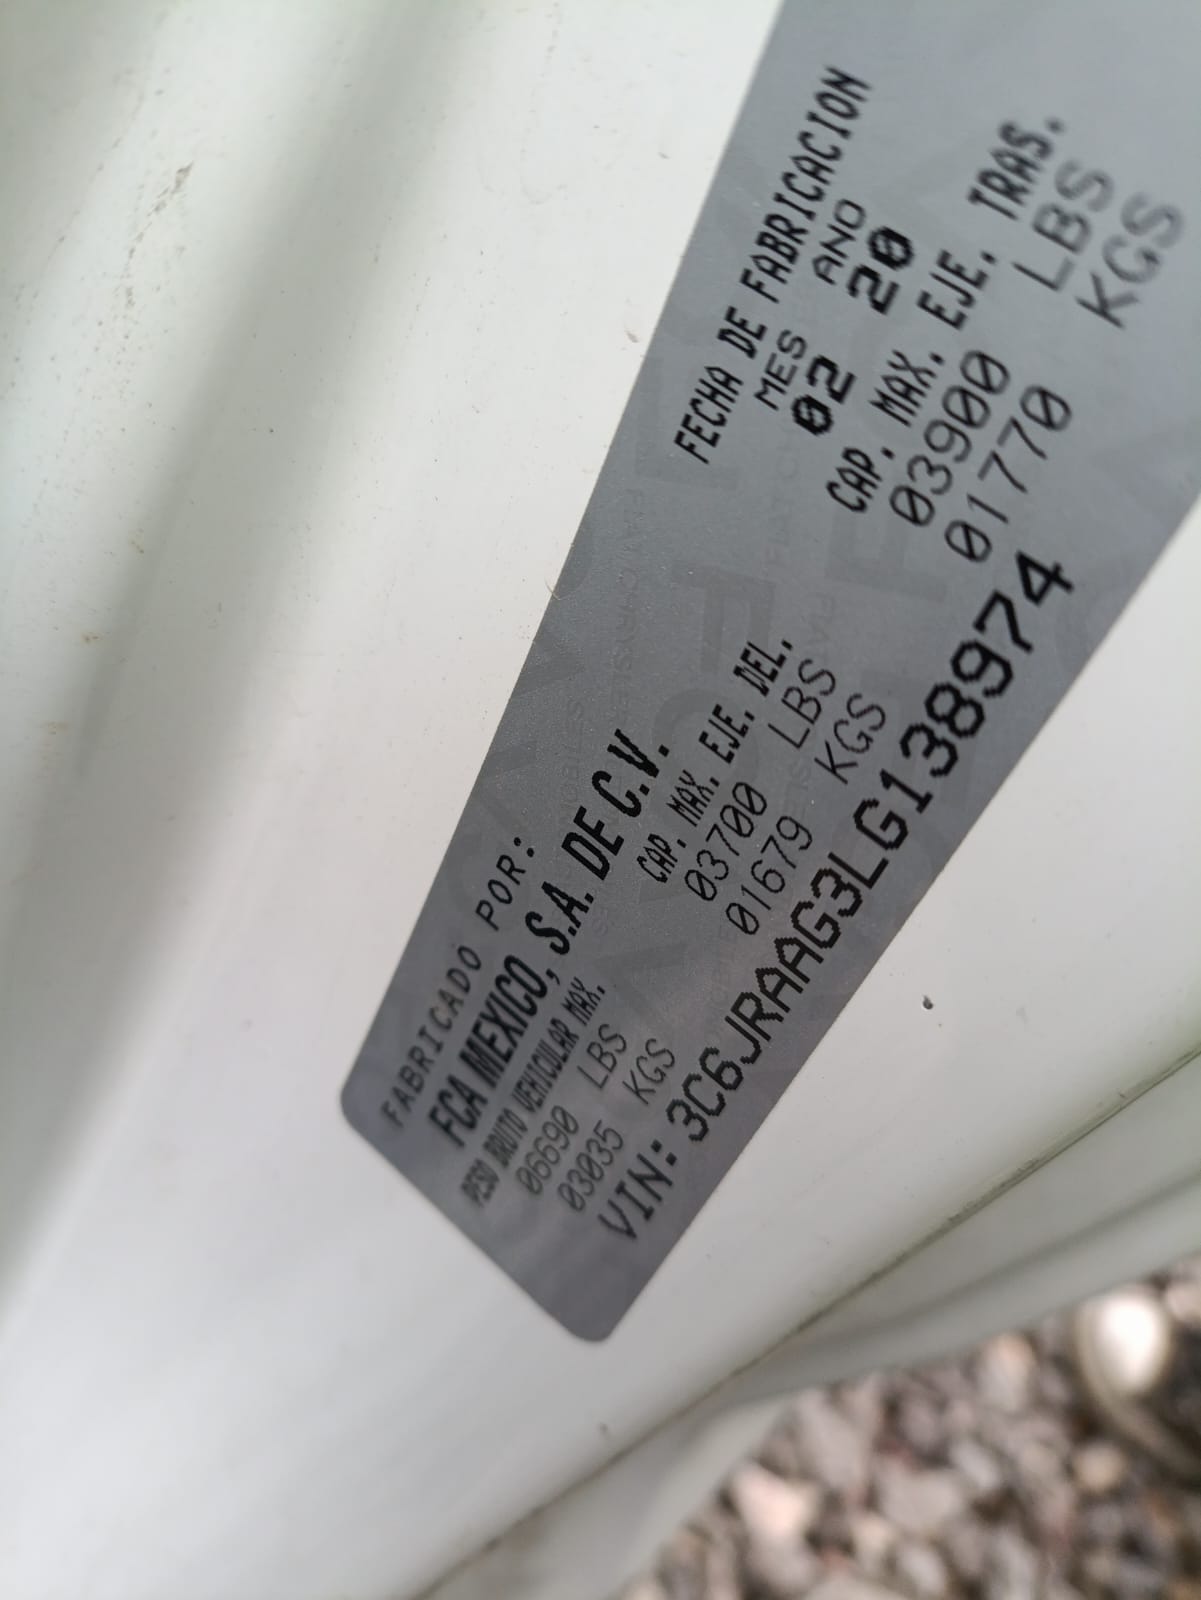 FABRICADO POR:
FCA MEXICO, S.A. DE C.V.
FECHA DE FABRICACION
MES ANO
02 20
PESO BRUTO VEHICULAR MAX.
06690 LBS
03035 KGS
CAP. MAX. EJE. DEL.
03700 LBS
01679 KGS
CAP. MAX. EJE. TRAS.
03900 LBS
01770 KGS
VIN: 3C6JRAAG3LG138974